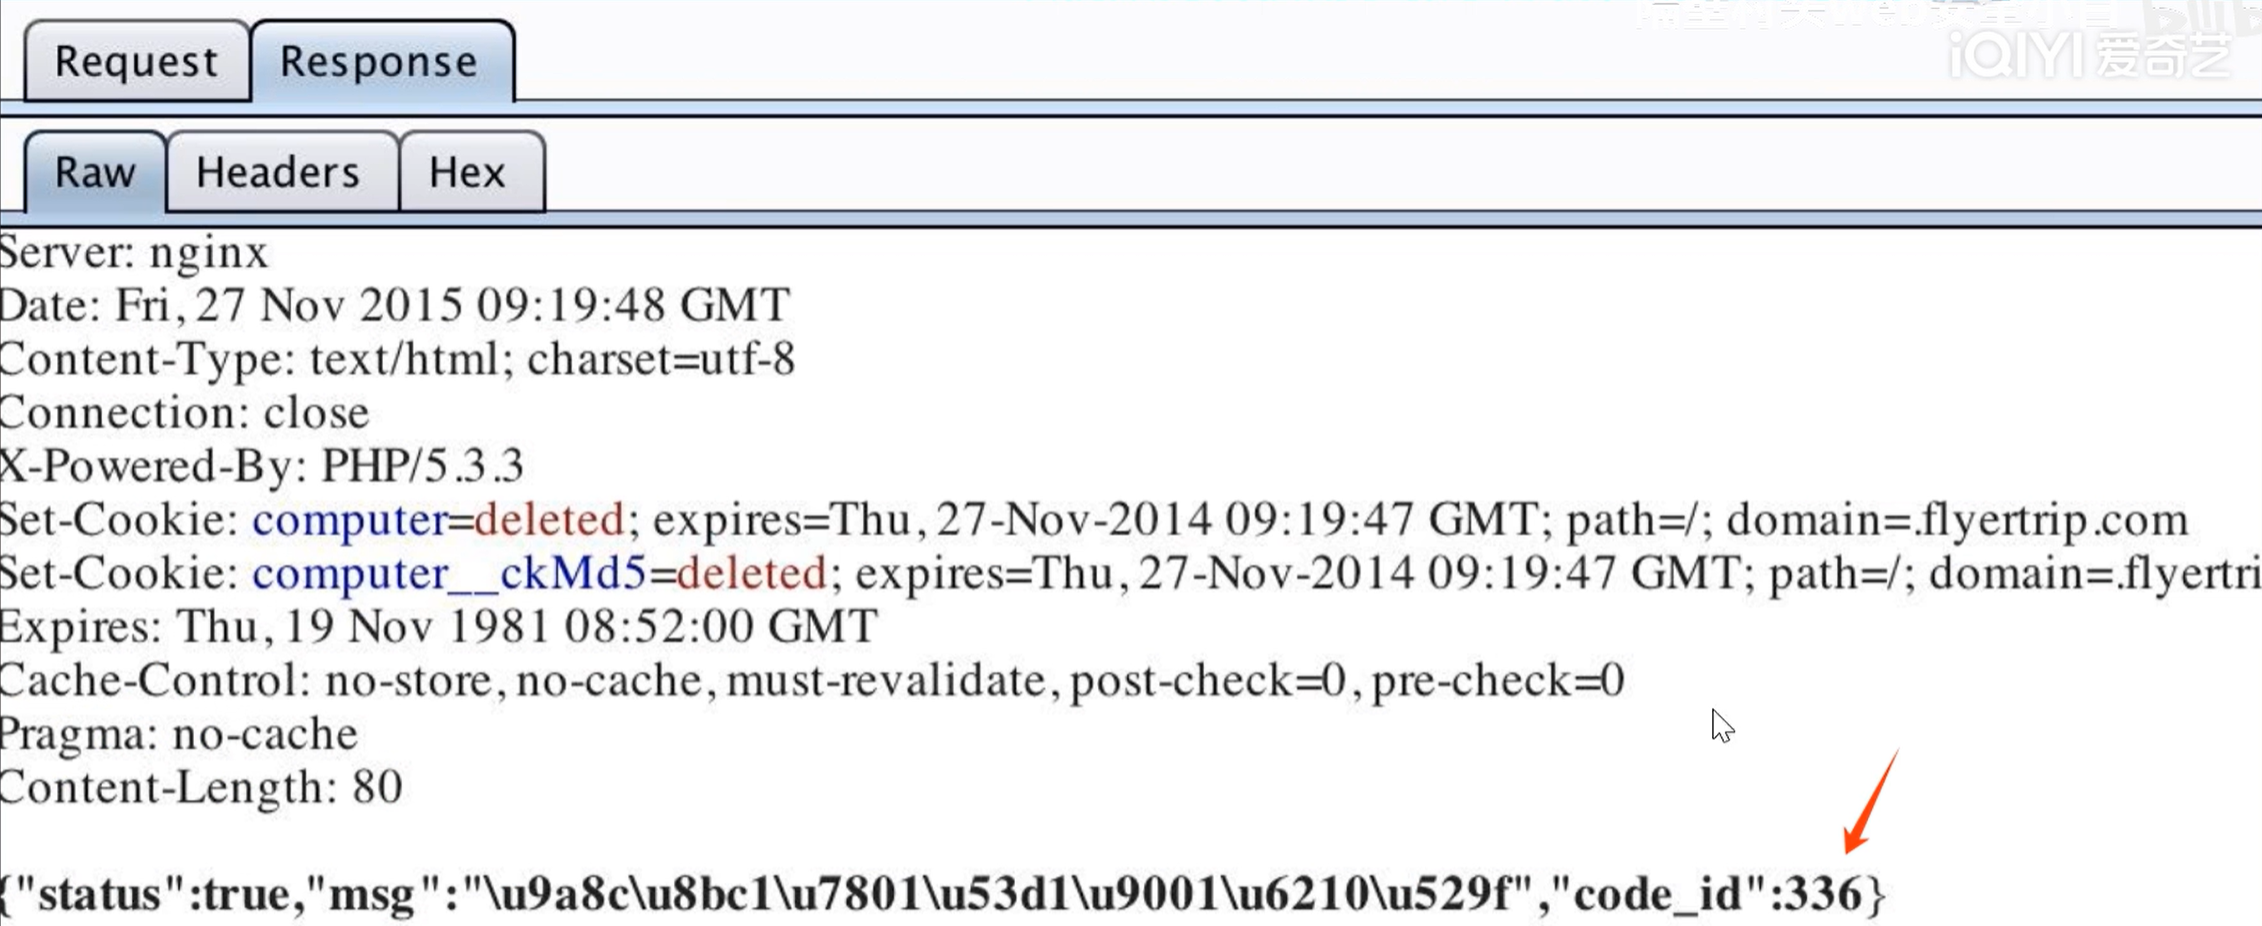 iQIYI 爱奇艺
Request Response
Raw Headers Hex
Server: nginx
Date: Fri, 27 Nov 2015 09:19:48 GMT
Content-Type: text/html; charset=utf-8
Connection: close
X-Powered-By: PHP/5.3.3
Set-Cookie: computer=deleted; expires=Thu, 27-Nov-2014 09:19:47 GMT; path=/; domain=.flyertrip.com
Set-Cookie: computer__ckMd5=deleted; expires=Thu, 27-Nov-2014 09:19:47 GMT; path=/; domain=.flyertri
Expires: Thu, 19 Nov 1981 08:52:00 GMT
Cache-Control: no-store, no-cache, must-revalidate, post-check=0, pre-check=0
Pragma: no-cache
Content-Length: 80
{"status":true,"msg":"\u9a8c\u8bc1\u7801\u53d1\u9001\u6210\u529f","code_id":336}